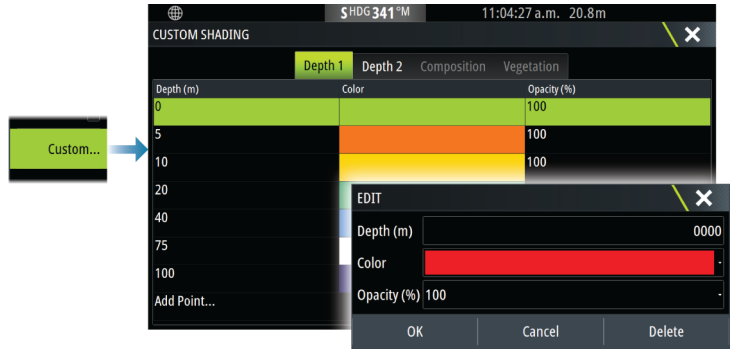 SHDG 341°M 11:04:27 a.m. 20.8m
CUSTOM SHADING
Depth 1 Depth 2 Composition Vegetation
Depth (m) Color Opacity (%)
0 100
5 100
10 100
20
40
75
100
Add Point...
Custom...
EDIT
Depth (m) 0000
Color
Opacity (%) 100
OK Cancel Delete